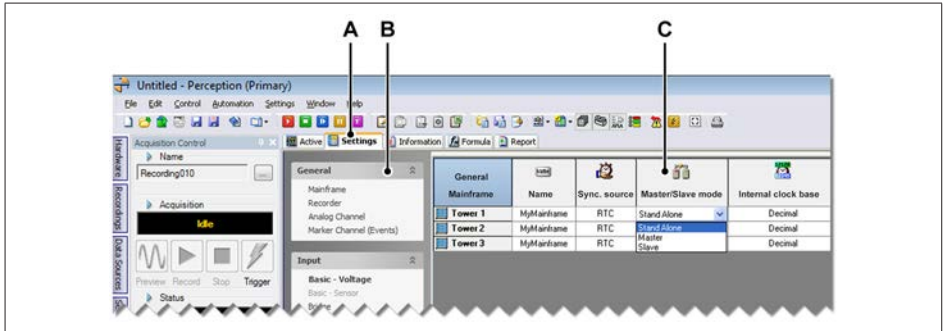 A B C
Untitled - Perception (Primary)
File Edit Control Automation Settings Window Help
Acquisition Control
Active Settings Information Formula Report
Hardware
Recordings
Data Sources
Name
Recording010 ...
Acquisition
Idle
Preview Record Stop Trigger
Status
General
Mainframe
Recorder
Analog Channel
Marker Channel (Events)
Input
Basic - Voltage
Basic - Sensor
Bridge
General Mainframe Name Sync. source Master/Slave mode Internal clock base
Tower 1 MyMainframe RTC Stand Alone Decimal
Tower 2 MyMainframe RTC Stand Alone Decimal
Master
Tower 3 MyMainframe RTC Slave Decimal